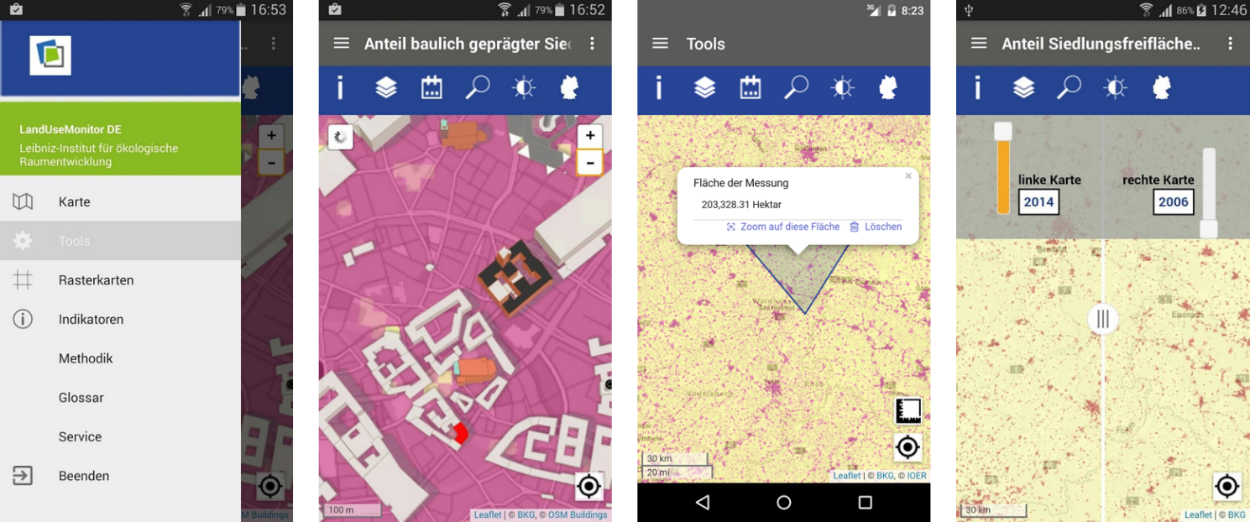 79% 16:53
LandUseMonitor DE
Leibniz-Institut für ökologische
Raumentwicklung
Karte
Tools
Rasterkarten
Indikatoren
Methodik
Glossar
Service
Beenden
+
-
M Buildings
79% 16:52
Anteil baulich geprägter Sie
+
-
100 m
Leaflet | © BKG, © OSM Buildings
3G 8:23
Tools
Fläche der Messung
×
203,328.31 Hektar
Zoom auf diese Fläche Löschen
30 km
20 mi
Leaflet | © BKG, © IOER
86% 12:46
Anteil Siedlungsfreifläche..
linke Karte
2014
rechte Karte
2006
30 km
Leaflet | © BKG